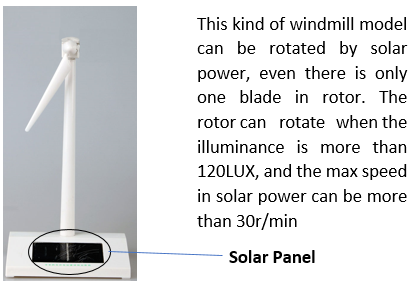 This kind of windmill model
can be rotated by solar
power, even there is only
one blade in rotor. The
rotor can rotate when the
illuminance is more than
120LUX, and the max speed
in solar power can be more
than 30r/min
Solar Panel